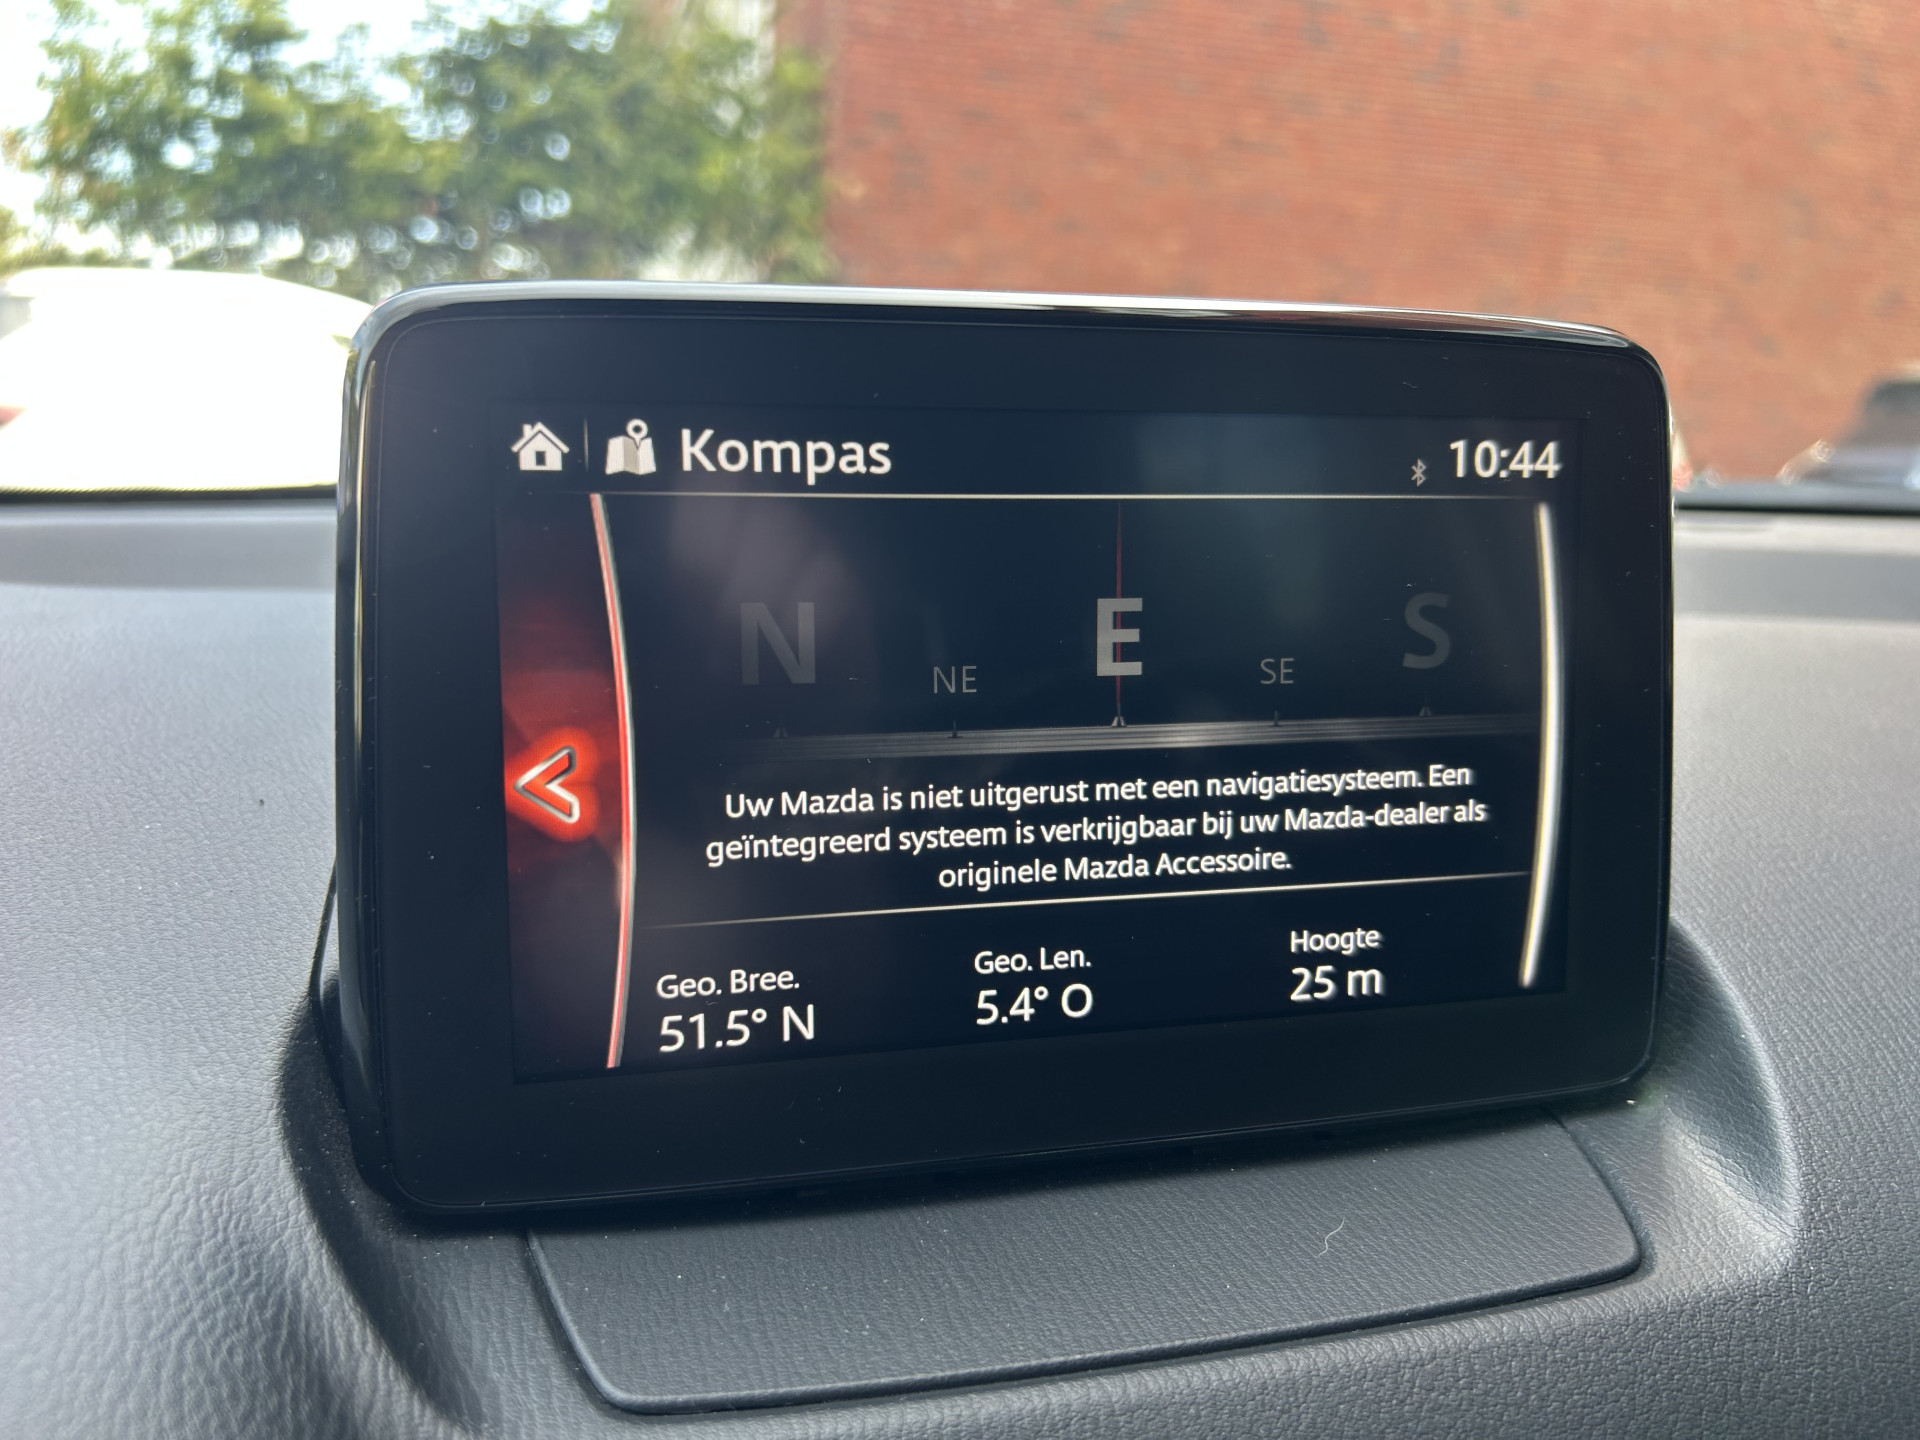 Kompas
10:44
N
NE
E
SE
S
Uw Mazda is niet uitgerust met een navigatiesysteem. Een
geïntegreerd systeem is verkrijgbaar bij uw Mazda-dealer als
originele Mazda Accessoire.
Geo. Bree.
51.5° N
Geo. Len.
5.4° O
Hoogte
25 m